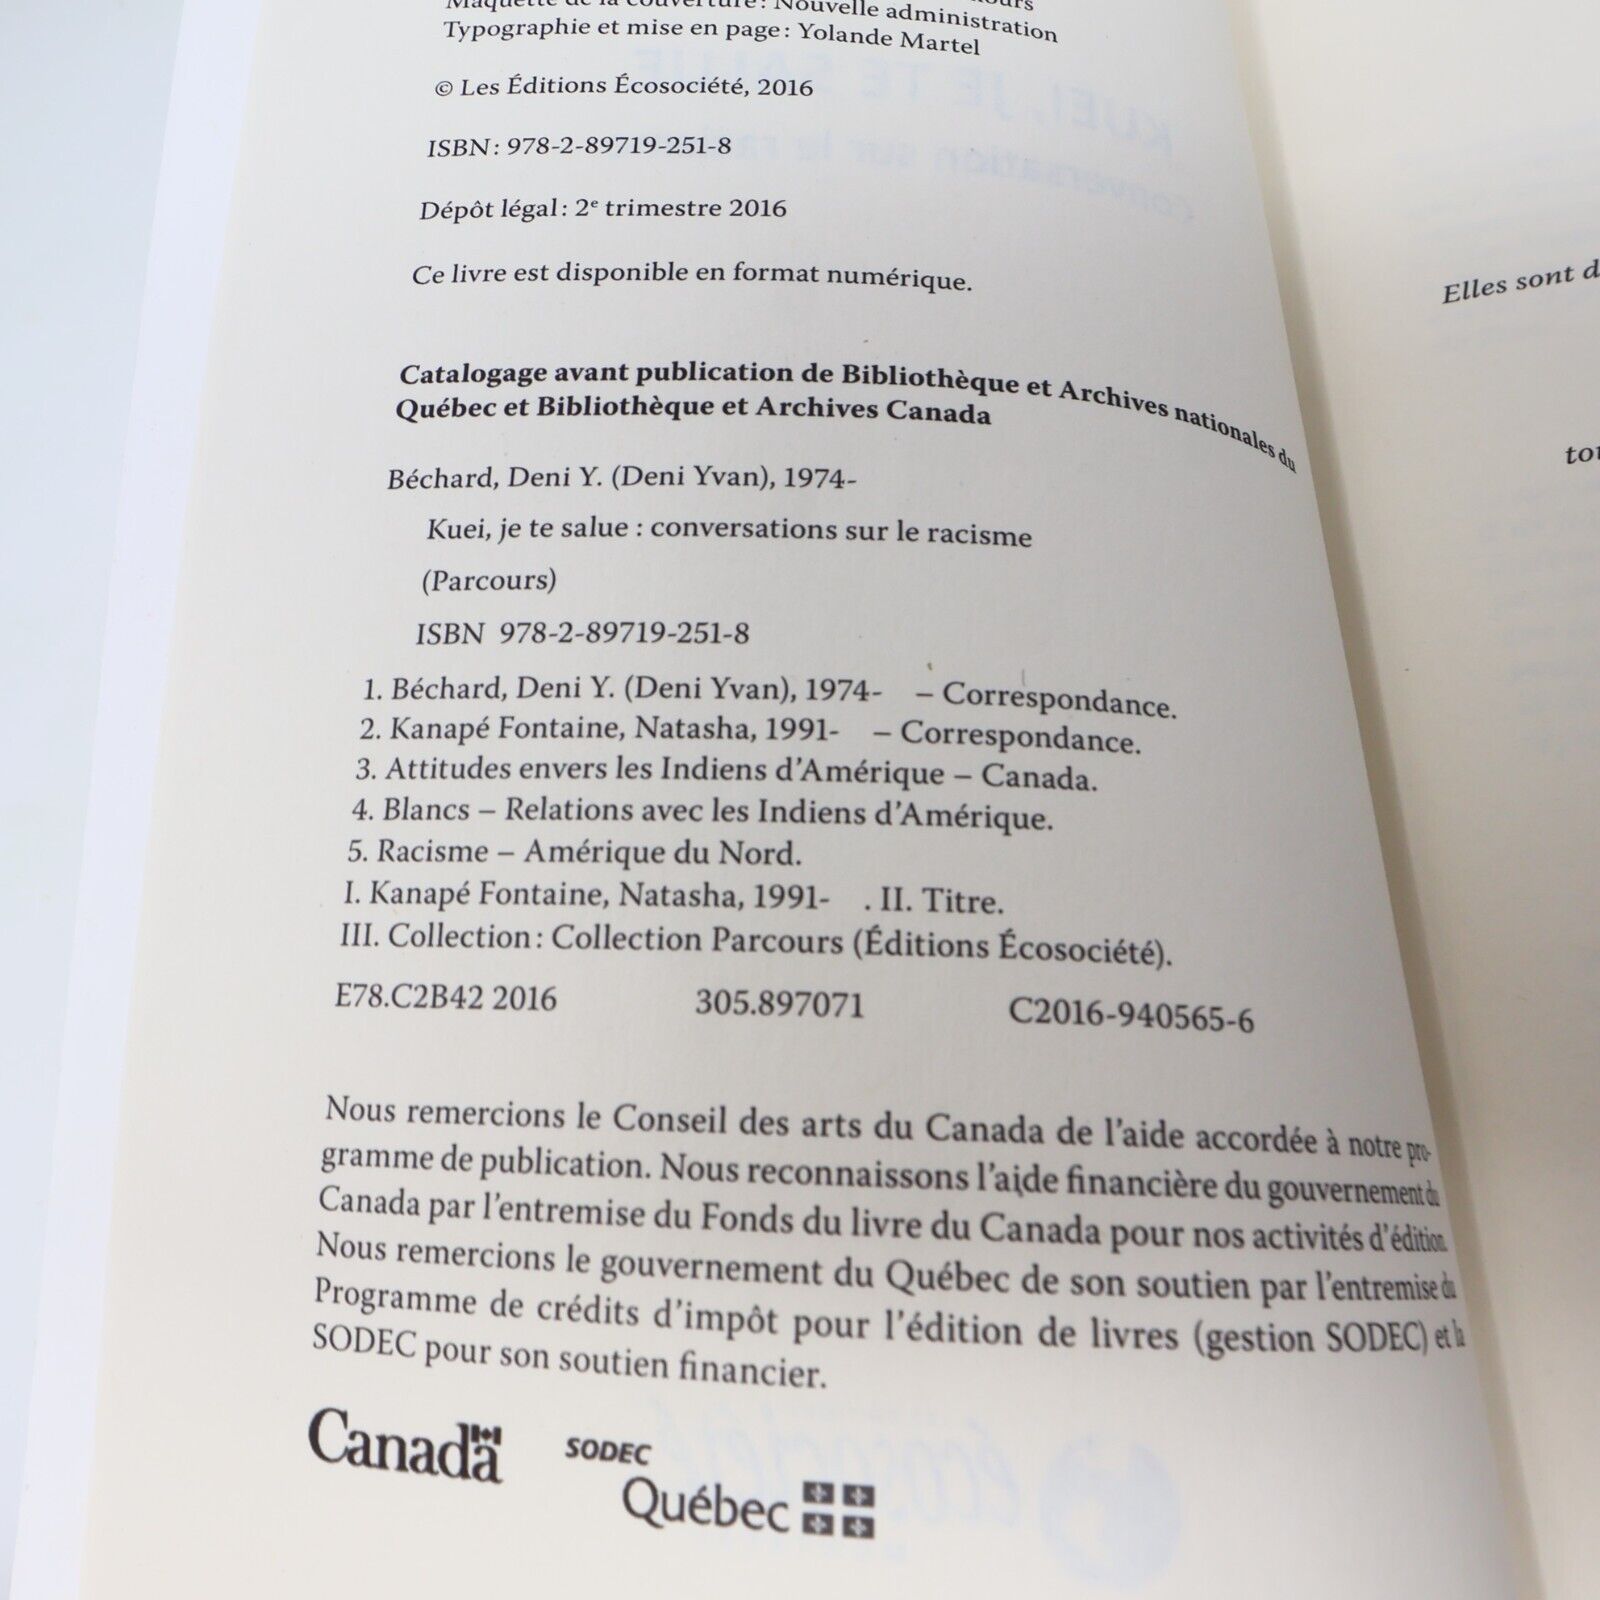 Maquette de la couverture : Nouvelle administration
Typographie et mise en page : Yolande Martel
© Les Éditions Écosociété, 2016
ISBN : 978-2-89719-251-8
Dépôt légal : 2e trimestre 2016
Ce livre est disponible en format numérique.
Catalogage avant publication de Bibliothèque et Archives nationales du
Québec et Bibliothèque et Archives Canada
Béchard, Deni Y. (Deni Yvan), 1974-
Kuei, je te salue : conversations sur le racisme
(Parcours)
ISBN 978-2-89719-251-8
1. Béchard, Deni Y. (Deni Yvan), 1974- – Correspondance.
2. Kanapé Fontaine, Natasha, 1991- – Correspondance.
3. Attitudes envers les Indiens d'Amérique – Canada.
4. Blancs – Relations avec les Indiens d'Amérique.
5. Racisme – Amérique du Nord.
I. Kanapé Fontaine, Natasha, 1991- . II. Titre.
III. Collection : Collection Parcours (Éditions Écosociété).
E78.C2B42 2016 305.897071 C2016-940565-6
Nous remercions le Conseil des arts du Canada de l'aide accordée à notre pro-
gramme de publication. Nous reconnaissons l'aide financière du gouvernement du
Canada par l'entremise du Fonds du livre du Canada pour nos activités d'édition.
Nous remercions le gouvernement du Québec de son soutien par l'entremise du
Programme de crédits d'impôt pour l'édition de livres (gestion SODEC) et la
SODEC pour son soutien financier.
Canada
SODEC
Québec
Elles sont